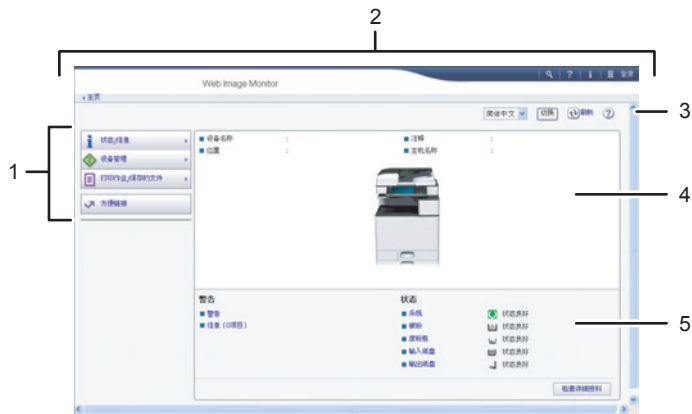 2
Web Image Monitor
? i 登录
主页
简体中文 切换 刷新 ?
3
1
状态/信息
设备管理
打印作业/保存的文件
方便链接
设备名称 :
位置 :
注释 :
主机名称 :
4
警告
警告
信息 (0项目)
状态
系统 状态良好
碳粉 状态良好
废粉瓶 状态良好
输入纸盘 状态良好
输出纸盘 状态良好
5
检查详细资料